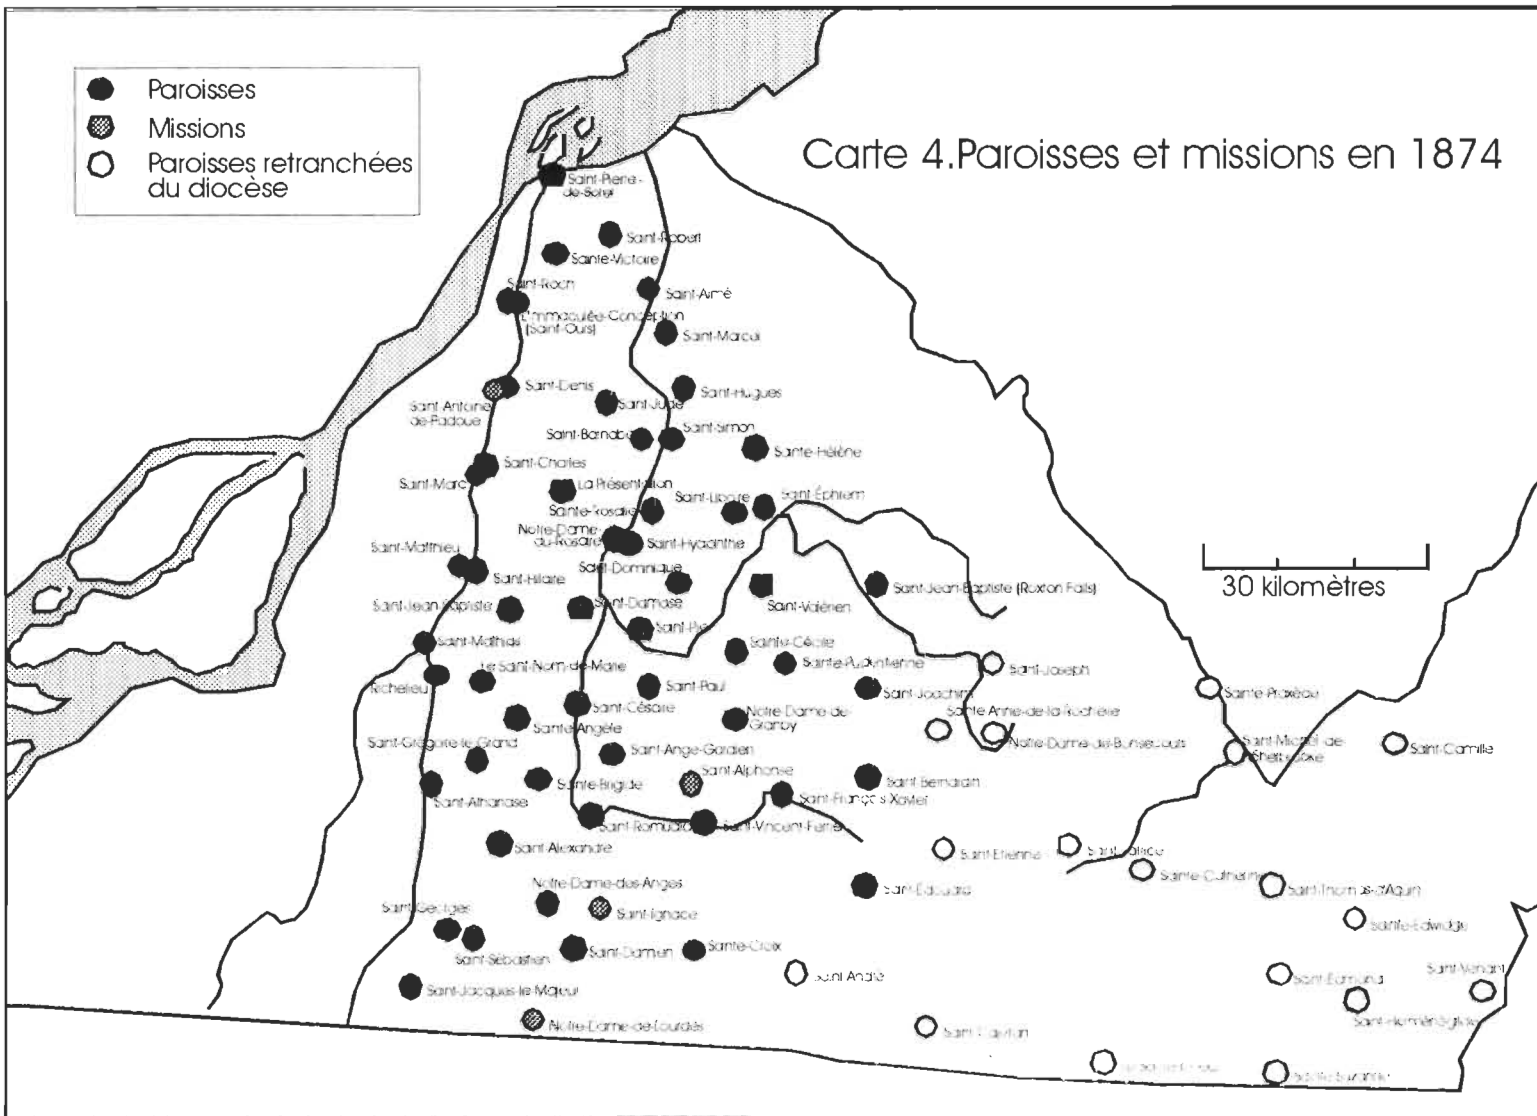 Paroisses
Missions
Paroisses retranchées
du diocèse
Carte 4.Paroisses et missions en 1874
Saint-Pierre-
de-Sorel
Saint-Robert
Sainte-Victoire
Saint-Roch
Saint-Aimé
L'Immaculée-Conception
(Saint-Ours)
Saint-Marcel
Saint-Denis
Saint-Hugues
Saint-Antoine
de-Padoue
Saint-Jude
Saint-Barnabé
Saint-Simon
Sainte-Hélène
Saint-Charles
Saint-Marc
La Présentation
Saint-Liboire
Saint-Éphrem
Sainte-Rosalie
Notre-Dame-
du-Rosaire
Saint-Hyacinthe
Saint-Matthieu
Saint-Hilaire
Saint-Dominique
30 kilomètres
Saint-Jean-Baptiste (Roxton Falls)
Saint-Valérien
Saint-Jean Baptiste
Saint-Damase
Saint-Pie
Saint-Mathias
Sainte-Cécile
Sainte-Pudentienne
Saint-Joseph
Le Saint-Nom-de-Marie
Richelieu
Saint-Paul
Saint-Joachim
Sainte Praxède
Saint-Césaire
Notre Dame-de-
Granby
Sainte Anne-de-la-Rochelle
Sainte Angèle
Notre-Dame-de-Bonsecours
Saint-Michel-de-
Sherbrooke
Saint-Camille
Saint-Grégoire-le Grand
Saint-Ange-Gardien
Saint-Alphonse
Sainte-Brigide
Saint-Bernardin
Saint-Athanase
Saint-François Xavier
Saint-Romuald
Saint-Vincent-Ferrier
Saint-Alexandre
Saint-Etienne
Saint-Patrice
Sainte-Catherine
Saint-Thomas-d'Aquin
Saint-Edouard
Notre-Dame-des-Anges
Saint-Ignace
Saint-Georges
Sainte-Edwidge
Saint-Sébastien
Saint-Damien
Sainte-Croix
Saint André
Saint-Edmond
Saint-Venant
Saint-Jacques-le-Majeur
Saint-Herménégilde
Notre-Dame-de-Lourdes